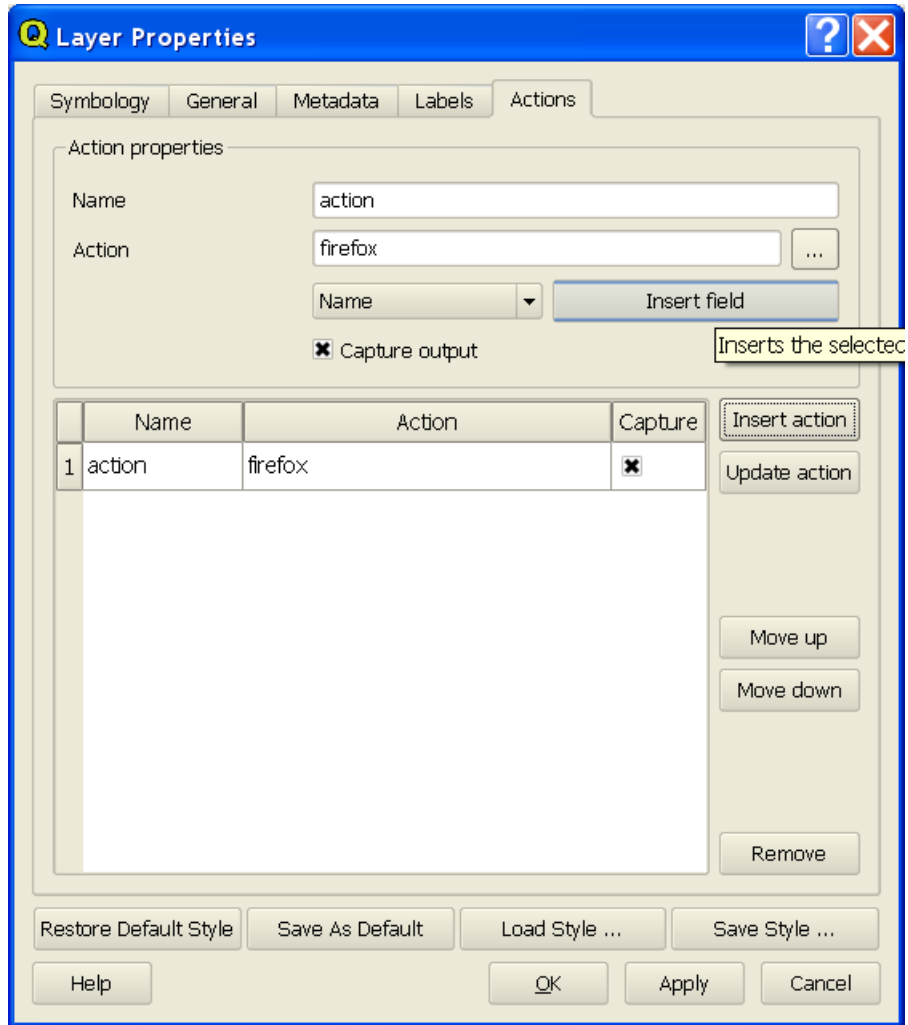 Layer Properties
Symbology General Metadata Labels Actions
Action properties
Name action
Action firefox ...
Name Insert field
Capture output
Inserts the selected
Name Action Capture Insert action
1 action firefox
Update action
Move up
Move down
Remove
Restore Default Style Save As Default Load Style ... Save Style ...
Help OK Apply Cancel